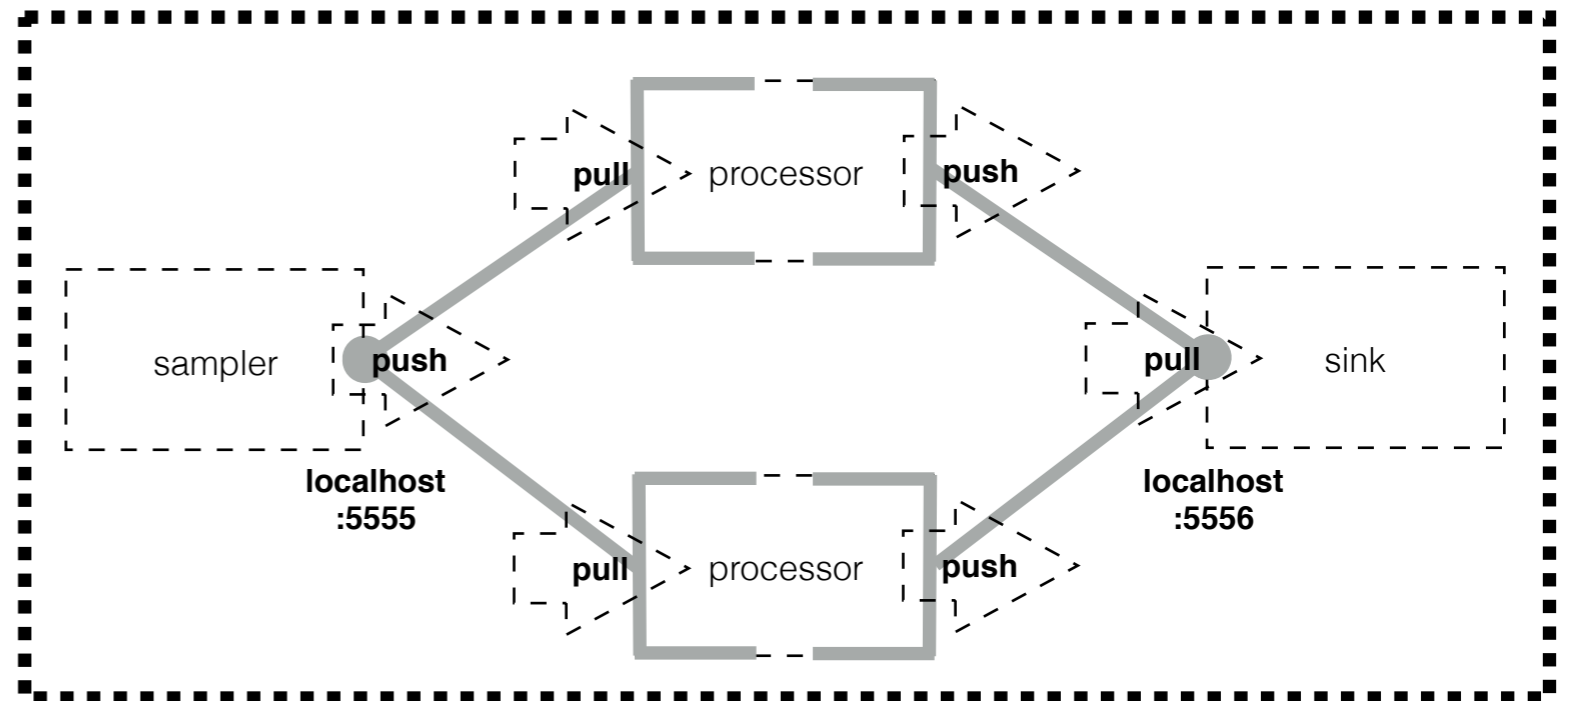 pull
processor
push
sampler
push
pull
sink
localhost
:5555
localhost
:5556
pull
processor
push